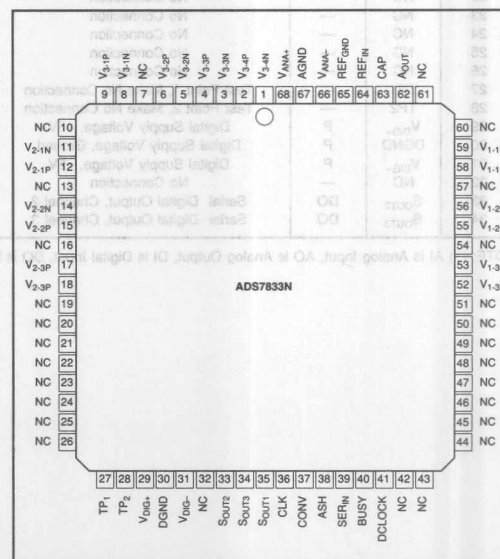 V3-1P
V3-1N
NC
V2-2P
V3-2N
V3-3P
V3-3N
V3-4P
V3-4N
VANA+
AGND
VANA–
REFGND
REFIN
CAP
AOUT
NC
9 8 7 6 5 4 3 2 1 68 67 66 65 64 63 62 61
NC 10
V2-1N 11
V2-1P 12
NC 13
V2-2N 14
V2-2P 15
NC 16
V2-3P 17
V2-3P 18
NC 19
NC 20
NC 21
NC 22
NC 23
NC 24
NC 25
NC 26
ADS7833N
60 NC
59 V1-1
58 V1-1
57 NC
56 V1-2
55 V1-2
54 NC
53 V1-3
52 V1-3
51 NC
50 NC
49 NC
48 NC
47 NC
46 NC
45 NC
44 NC
27 28 29 30 31 32 33 34 35 36 37 38 39 40 41 42 43
TP1
TP2
VDIG+
DGND
VDIG–
NC
SOUT2
SOUT3
SOUT1
CLK
CONV
ASH
SERIN
BUSY
DCLOCK
NC
NC